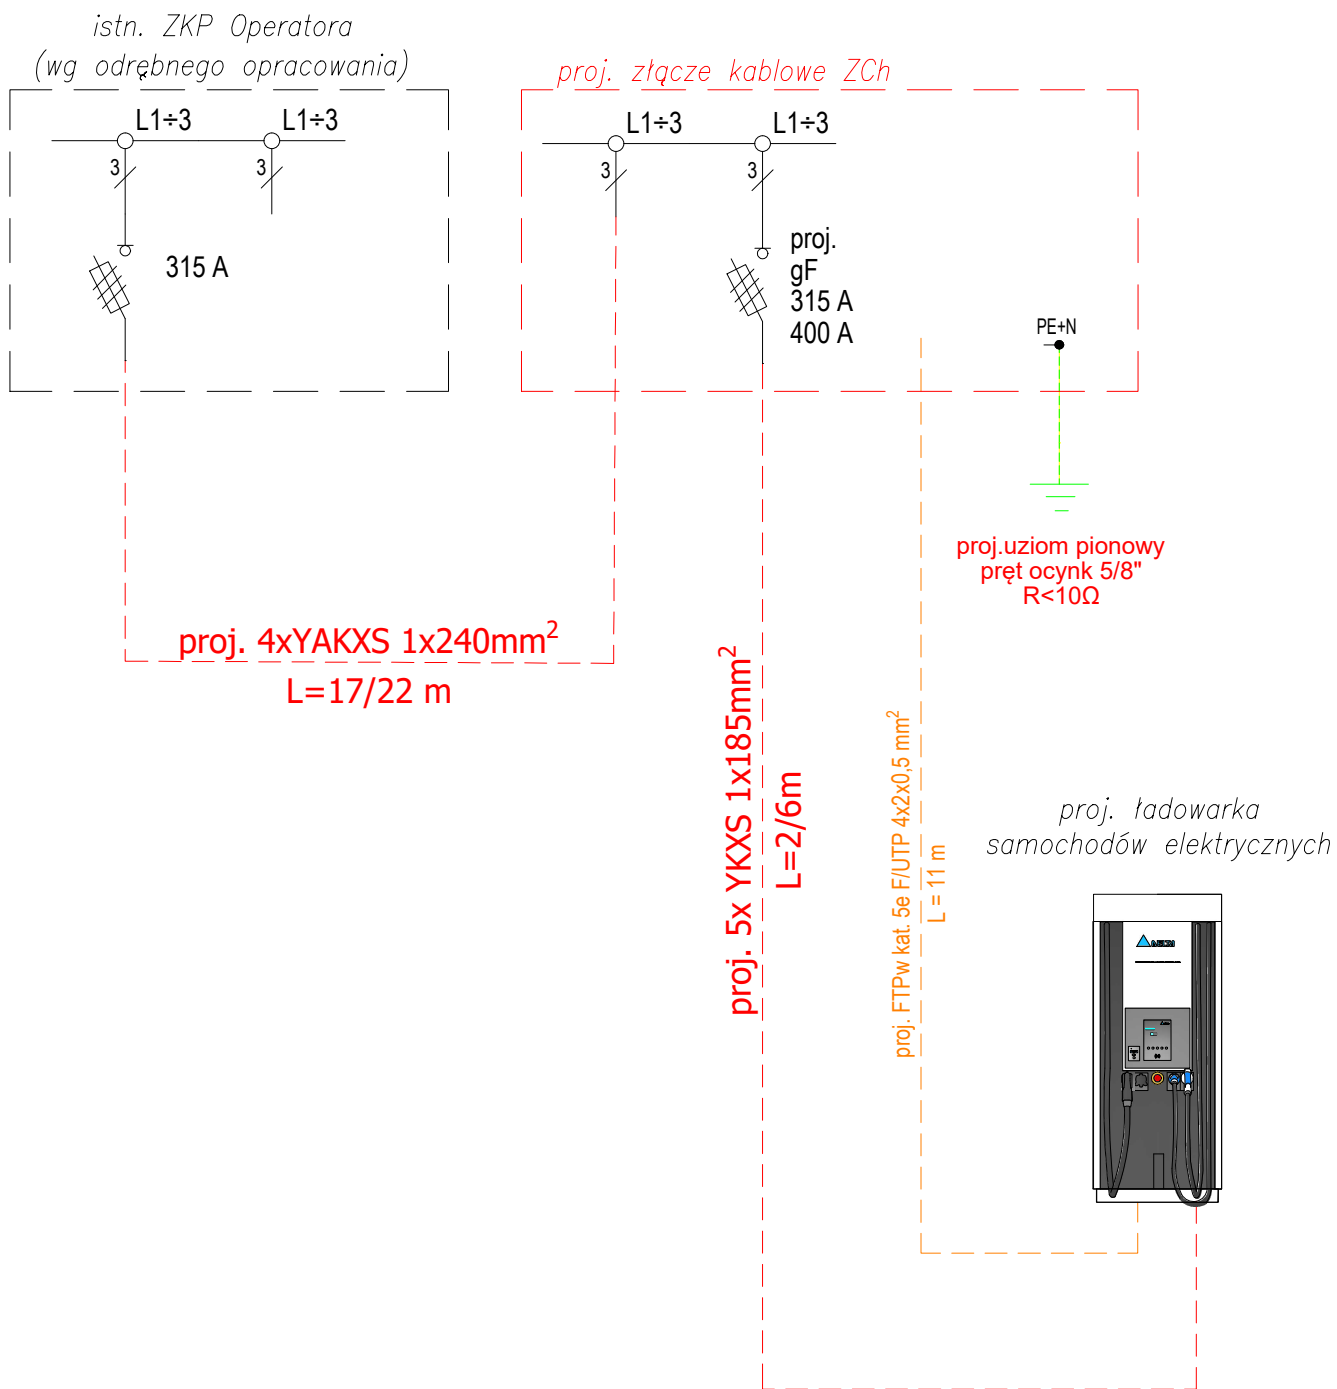 istn. ZKP Operatora
(wg odrębnego opracowania)
L1÷3
L1÷3
3
3
315 A
proj. złącze kablowe ZCh
L1÷3
L1÷3
3
3
proj.
gF
315 A
400 A
PE+N
proj.uziom pionowy
pręt ocynk 5/8"
R<10Ω
proj. 4xYAKXS 1x240mm²
L=17/22 m
proj. 5x YKXS 1x185mm²
L=2/6m
proj. FTPw kat. 5e F/UTP 4x2x0,5 mm²
L = 11 m
proj. ładowarka
samochodów elektrycznych